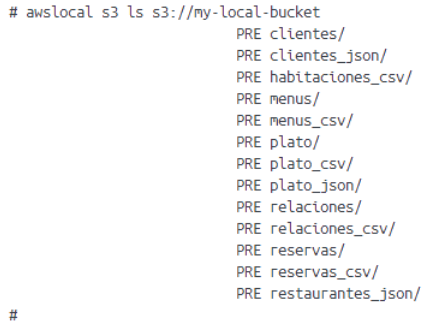 # awslocal s3 ls s3://my-local-bucket
PRE clientes/
PRE clientes_json/
PRE habitaciones_csv/
PRE menus/
PRE menus_csv/
PRE plato/
PRE plato_csv/
PRE plato_json/
PRE relaciones/
PRE relaciones_csv/
PRE reservas/
PRE reservas_csv/
PRE restaurantes_json/
#